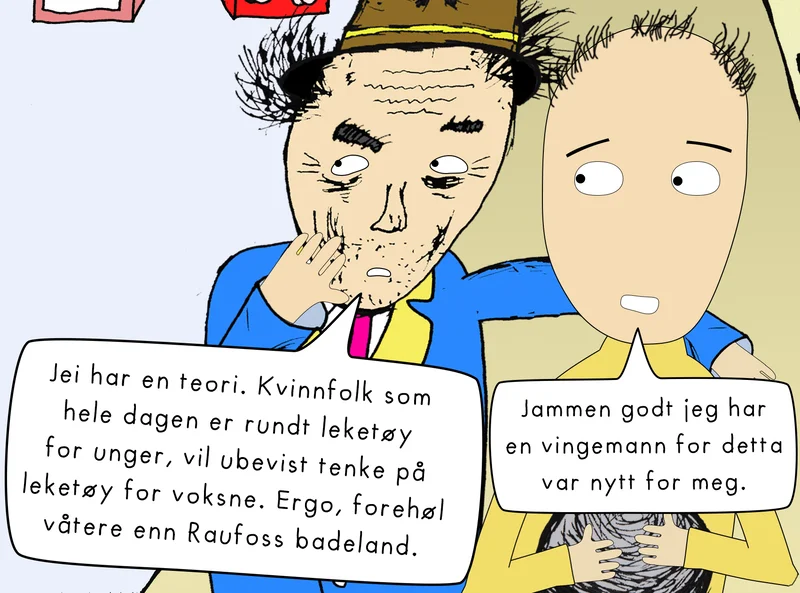 Jei har en teori. Kvinnfolk som
hele dagen er rundt leketøy
for unger, vil ubevist tenke på
leketøy for voksne. Ergo, forehøl
våtere enn Raufoss badeland.
Jammen godt jeg har
en vingemann for detta
var nytt for meg.